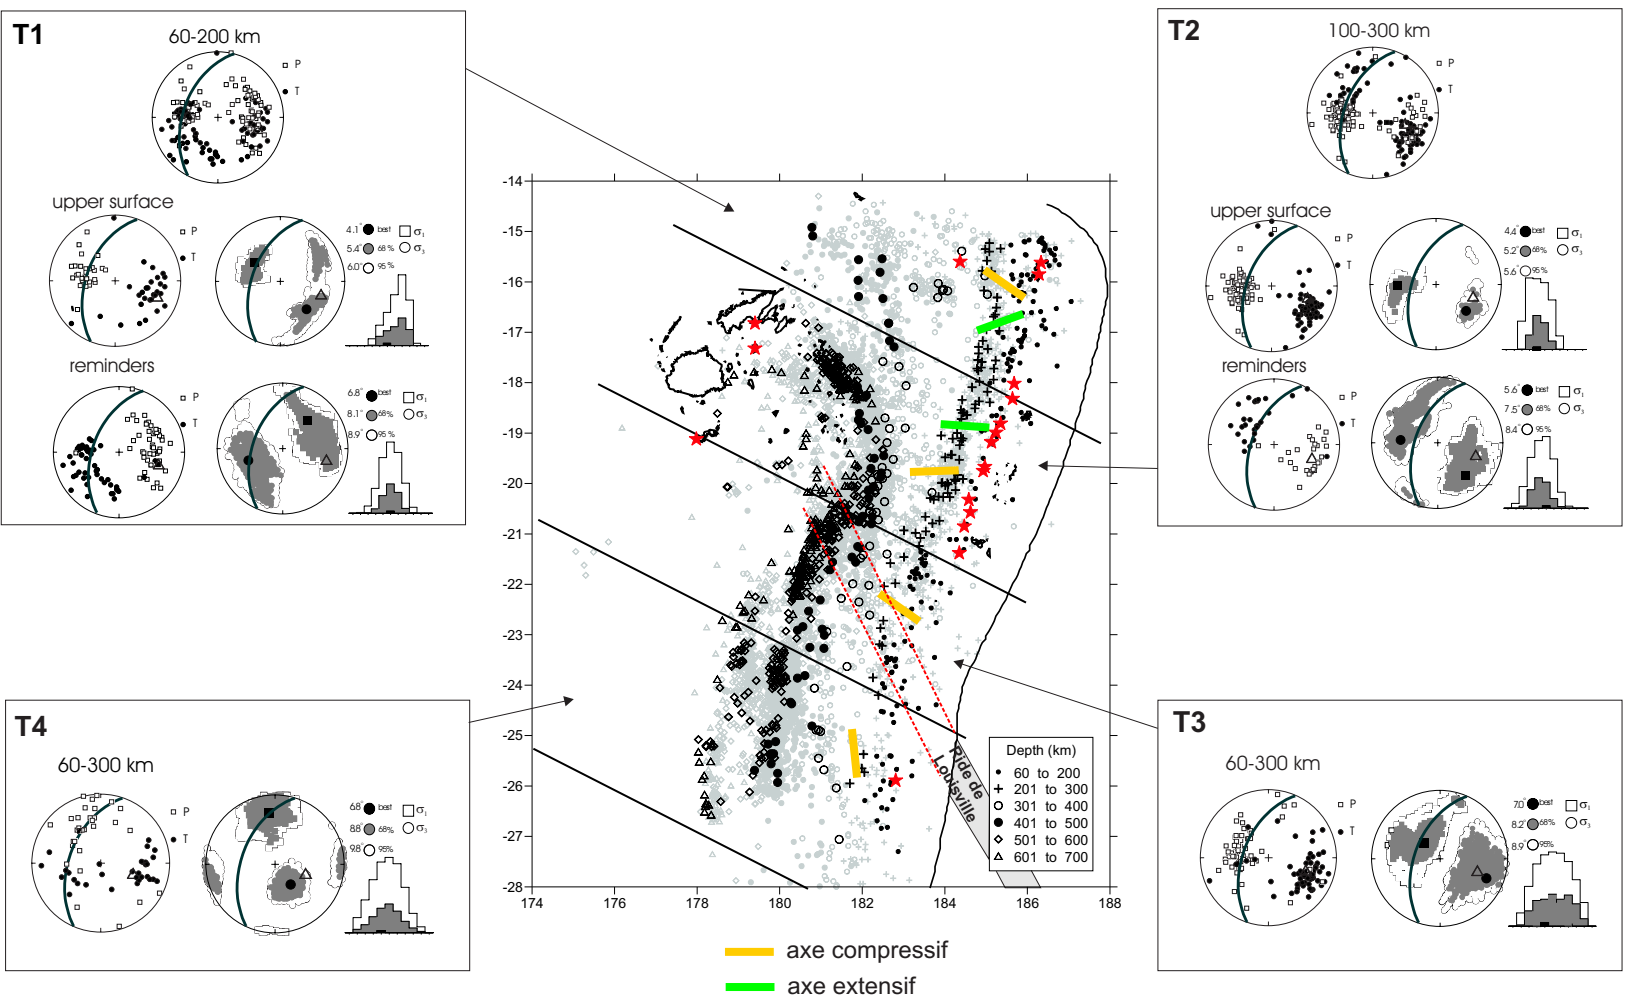 T1
60-200 km
P
T
upper surface
P
T
4.1° best σ1
5.4° 68% σ3
6.0° 95%
reminders
P
T
6.8° best σ1
8.1° 68% σ3
8.9° 95%
T2
100-300 km
P
T
upper surface
P
T
4.4° best σ1
5.2° 68% σ3
5.6° 95%
reminders
P
T
5.6° best σ1
7.5° 68% σ3
8.4° 95%
-14
-15
-16
-17
-18
-19
-20
-21
-22
-23
-24
-25
-26
-27
-28
174 176 178 180 182 184 186 188
Ride de
Louisville
Depth (km)
60 to 200
201 to 300
301 to 400
401 to 500
501 to 600
601 to 700
T4
60-300 km
P
T
6.8° best σ1
8.8° 68% σ3
9.8° 95%
T3
60-300 km
P
T
7.0° best σ1
8.2° 68% σ3
8.9° 95%
axe compressif
axe extensif